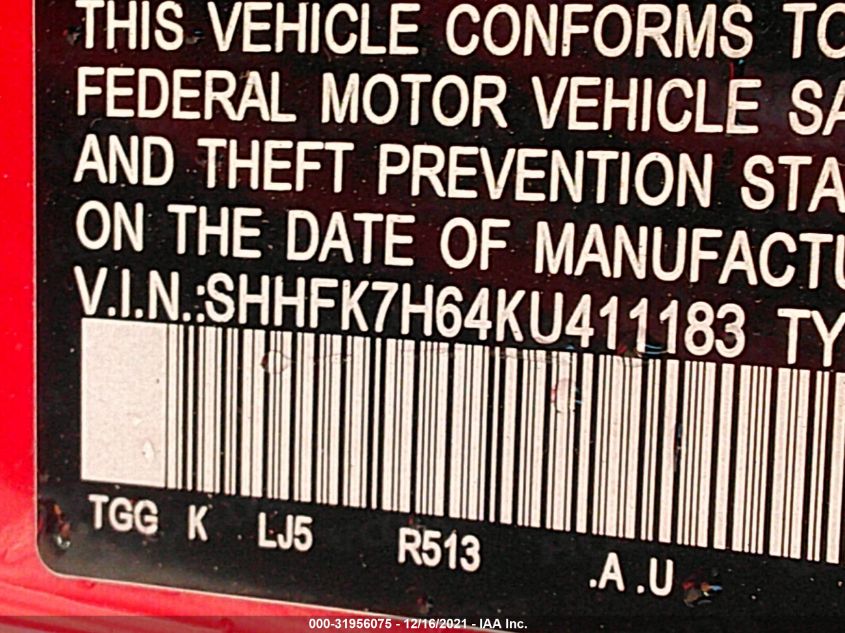 THIS VEHICLE CONFORMS TO
FEDERAL MOTOR VEHICLE SA
AND THEFT PREVENTION STA
ON THE DATE OF MANUFACTU
V.I.N.:SHHFK7H64KU411183 TY
TGG K LJ5 R513 .A .U
000-31956075 - 12/16/2021 - IAA Inc.